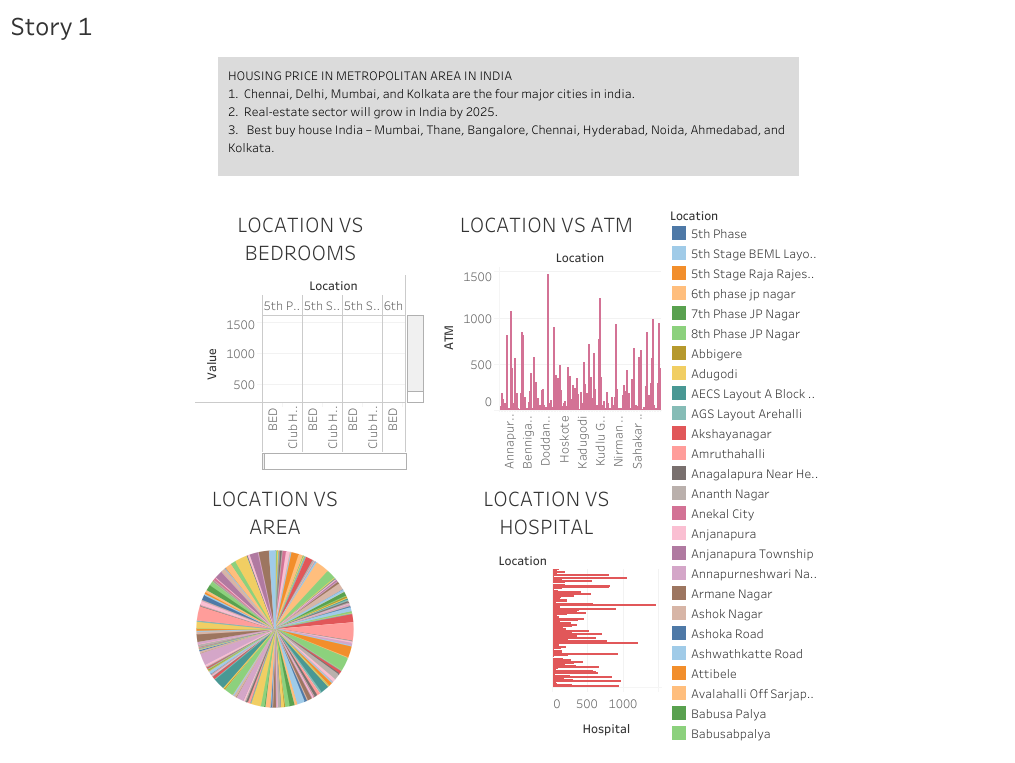 Story 1
HOUSING PRICE IN METROPOLITAN AREA IN INDIA
1.  Chennai, Delhi, Mumbai, and Kolkata are the four major cities in india.
2.  Real-estate sector will grow in India by 2025.
3.   Best buy house India – Mumbai, Thane, Bangalore, Chennai, Hyderabad, Noida, Ahmedabad, and
Kolkata.
LOCATION VS
BEDROOMS
Location
5th P.. 5th S.. 5th S.. 6th
1500
1000
500
Value
BED
Club H..
BED
Club H..
BED
Club H..
BED
LOCATION VS ATM
Location
1500
1000
500
0
ATM
Annapur..
Benniga..
Doddan..
Hoskote
Kadugodi
Kudlu G..
Nirman ..
Sahakar ..
LOCATION VS
AREA
LOCATION VS
HOSPITAL
Location
0 500 1000
Hospital
Location
5th Phase
5th Stage BEML Layo..
5th Stage Raja Rajes..
6th phase jp nagar
7th Phase JP Nagar
8th Phase JP Nagar
Abbigere
Adugodi
AECS Layout A Block ..
AGS Layout Arehalli
Akshayanagar
Amruthahalli
Anagalapura Near He..
Ananth Nagar
Anekal City
Anjanapura
Anjanapura Township
Annapurneshwari Na..
Armane Nagar
Ashok Nagar
Ashoka Road
Ashwathkatte Road
Attibele
Avalahalli Off Sarjap..
Babusa Palya
Babusabpalya